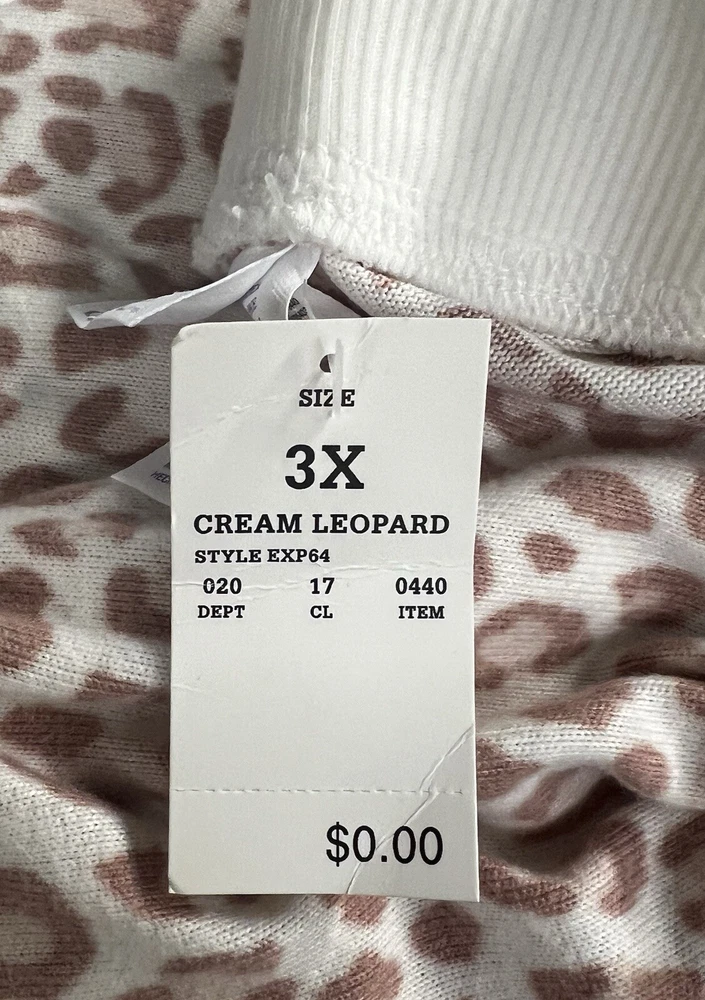 SIZE
3X
CREAM LEOPARD
STYLE EXP64
020 17 0440
DEPT CL ITEM
$0.00